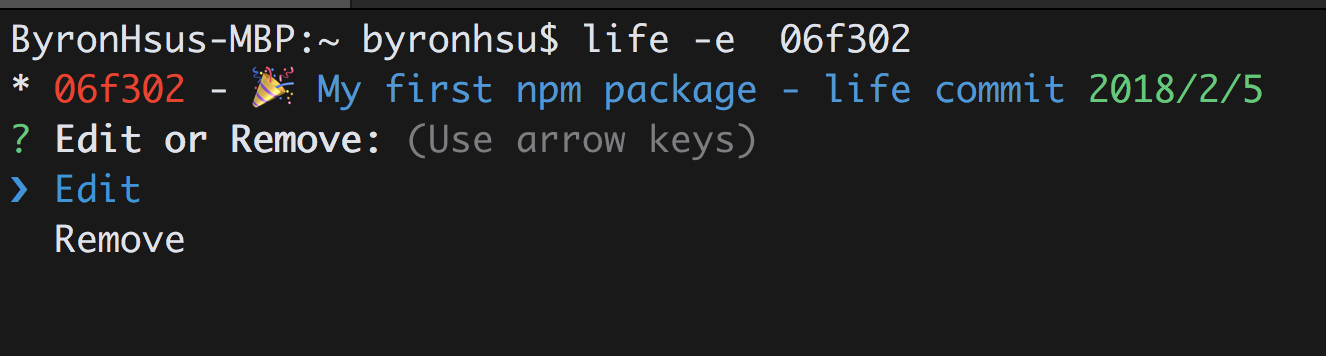 ByronHsus-MBP:~ byronhsu$ life -e  06f302
* 06f302 - 🎉 My first npm package - life commit 2018/2/5
? Edit or Remove: (Use arrow keys)
❯ Edit
  Remove